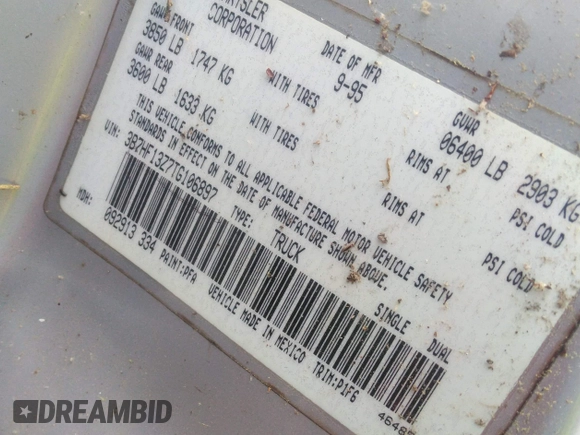 CORPORATION
DATE OF MFR
9-95
GVWR
06400 LB 2903 KG
GAWR FRONT
3850 LB 1747 KG
WITH TIRES
RIMS AT
PSI COLD
GAWR REAR
3600 LB 1633 KG
WITH TIRES
RIMS AT
PSI COLD
THIS VEHICLE CONFORMS TO ALL APPLICABLE FEDERAL MOTOR VEHICLE SAFETY
STANDARDS IN EFFECT ON THE DATE OF MANUFACTURE SHOWN ABOVE.
VIN: 3B7HF13Z7TG106897
TYPE: TRUCK
SINGLE DUAL
MDH: 092913 334 PAINT:PFA VEHICLE MADE IN MEXICO TRIM:P1F6
DREAMBID